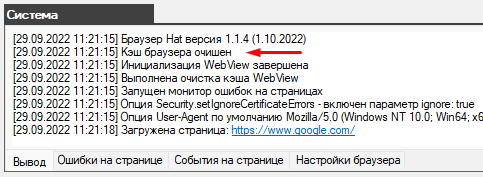 Система
[29.09.2022 11:21:15] Браузер Hat версия 1.1.4 (1.10.2022)
[29.09.2022 11:21:15] Кэш браузера очишен
[29.09.2022 11:21:15] Инициализация WebView завершена
[29.09.2022 11:21:15] Выполнена очистка кэша WebView
[29.09.2022 11:21:15] Запущен монитор ошибок на страницах
[29.09.2022 11:21:15] Опция Security.setIgnoreCertificateErrors - включен параметр ignore: true
[29.09.2022 11:21:15] Опция User-Agent по умолчанию Mozilla/5.0 (Windows NT 10.0; Win64; x6
[29.09.2022 11:21:18] Загружена страница: https://www.google.com/
Вывод Ошибки на странице События на странице Настройки браузера